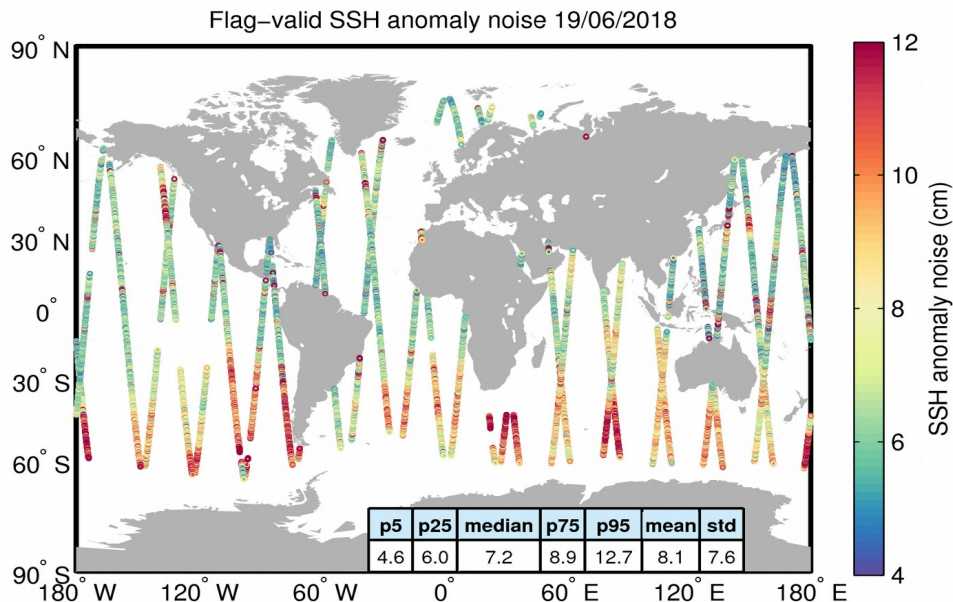 Flag−valid SSH anomaly noise 19/06/2018
90° N
60° N
30° N
0°
30° S
60° S
90° S
180° W
120° W
60° W
0°
60° E
120° E
180° E
p5 p25 median p75 p95 mean std
4.6 6.0 7.2 8.9 12.7 8.1 7.6
12
10
8
6
4
SSH anomaly noise (cm)